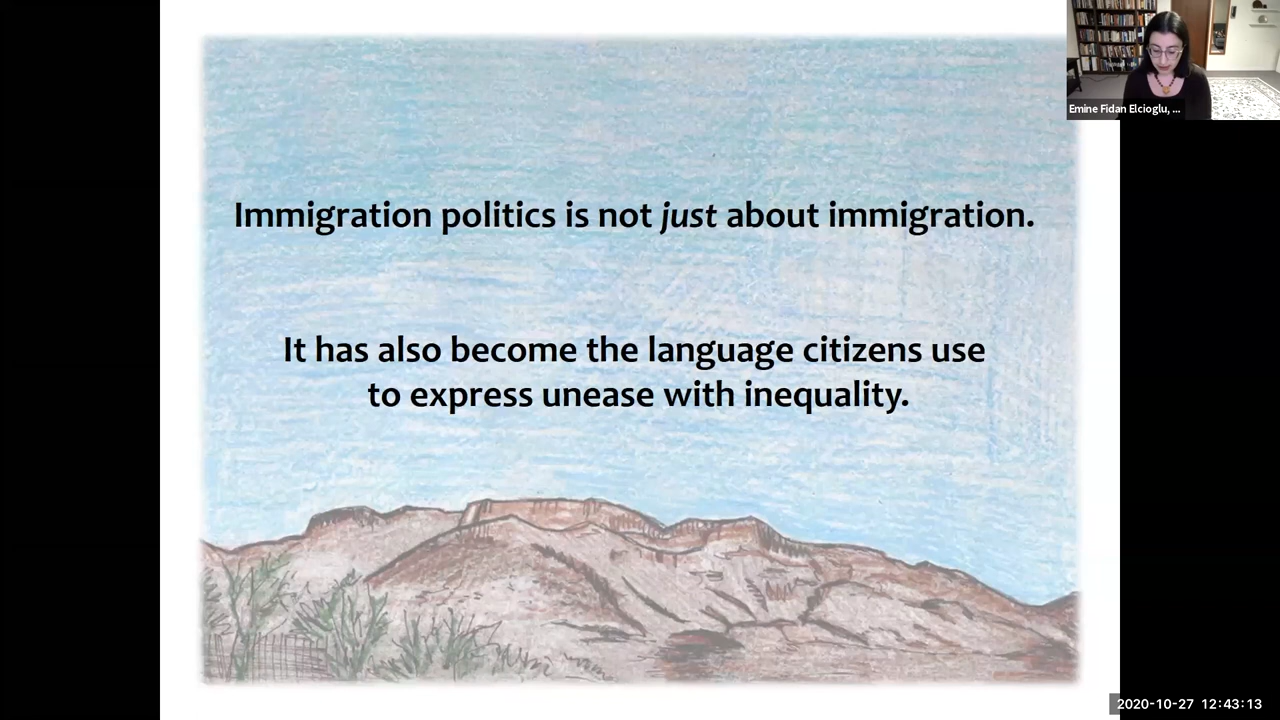 Emine Fidan Elcioglu, ...
Immigration politics is not just about immigration.
It has also become the language citizens use
to express unease with inequality.
2020-10-27 12:43:13